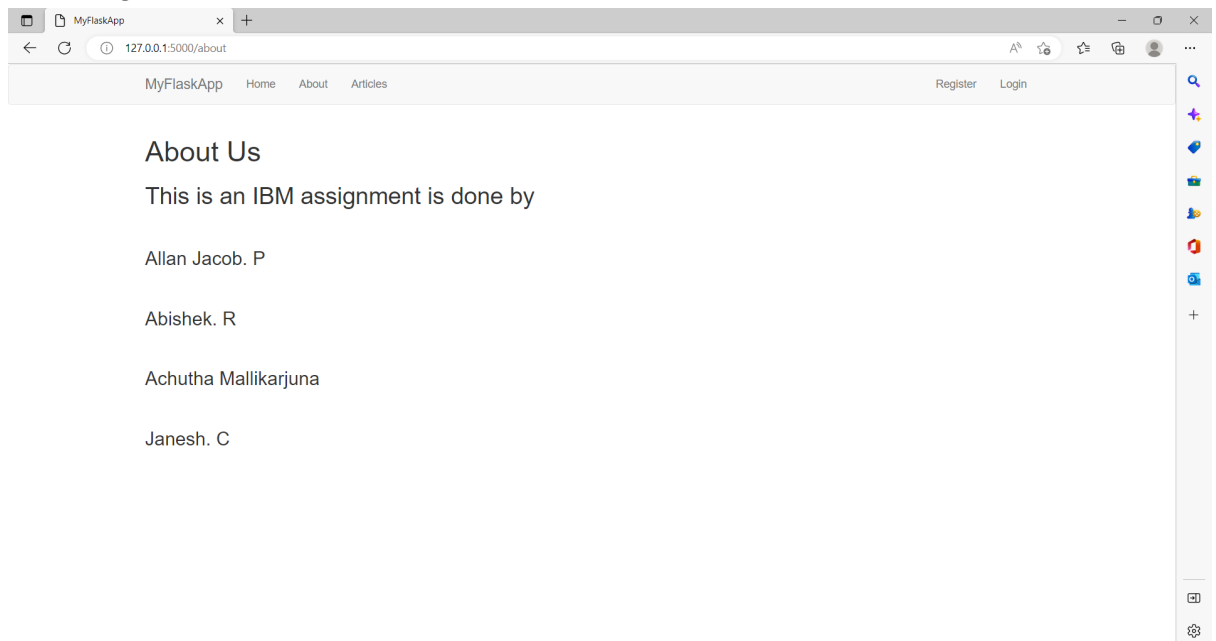 MyFlaskApp
127.0.0.1:5000/about
MyFlaskApp Home About Articles Register Login
About Us
This is an IBM assignment is done by
Allan Jacob. P
Abishek. R
Achutha Mallikarjuna
Janesh. C